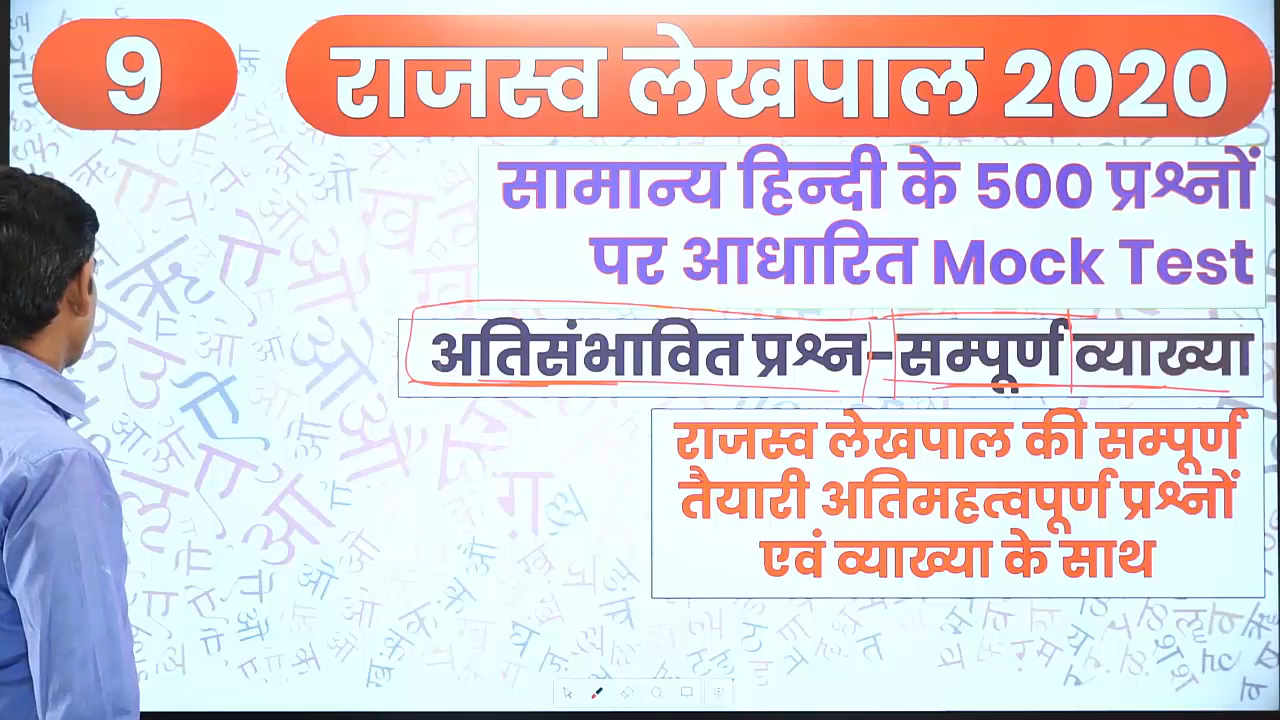 9
राजस्व लेखपाल 2020
सामान्य हिन्दी के 500 प्रश्नों
पर आधारित Mock Test
अतिसंभावित प्रश्न-सम्पूर्ण व्याख्या
राजस्व लेखपाल की सम्पूर्ण
तैयारी अतिमहत्वपूर्ण प्रश्नों
एवं व्याख्या के साथ